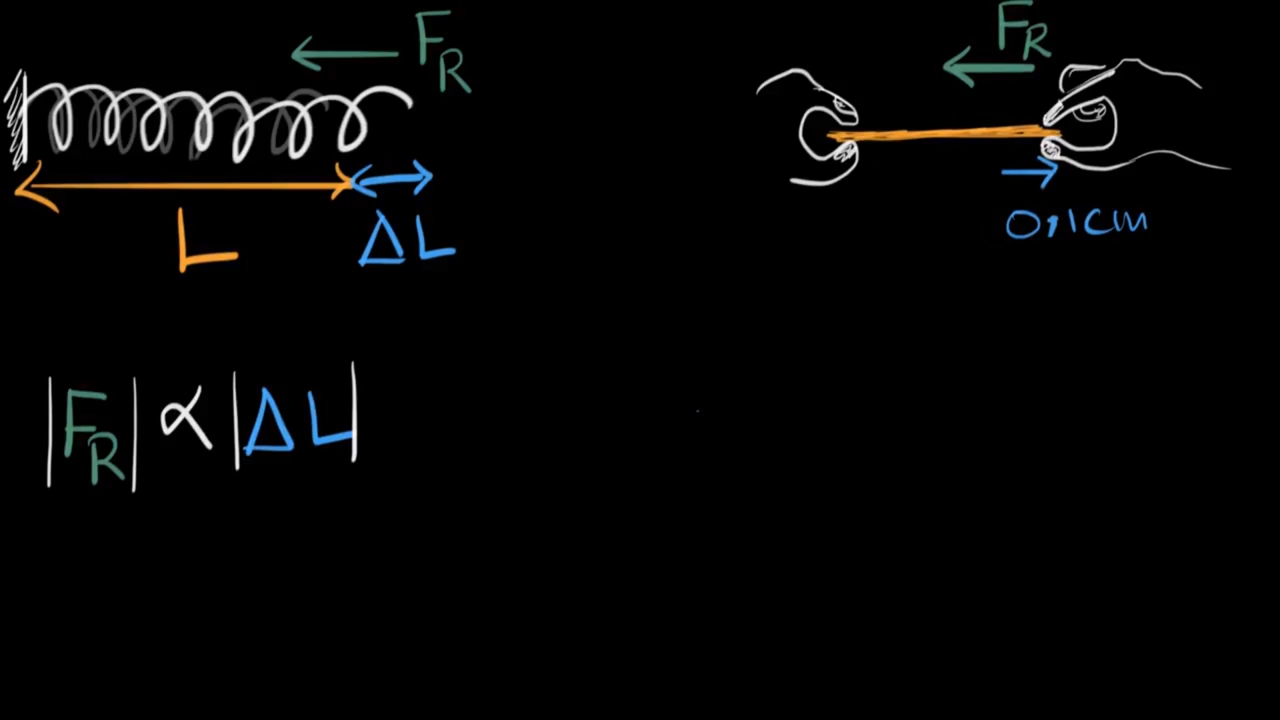 F_R
F_R
L
ΔL
0.1cm
|F_R| ∝ |ΔL|